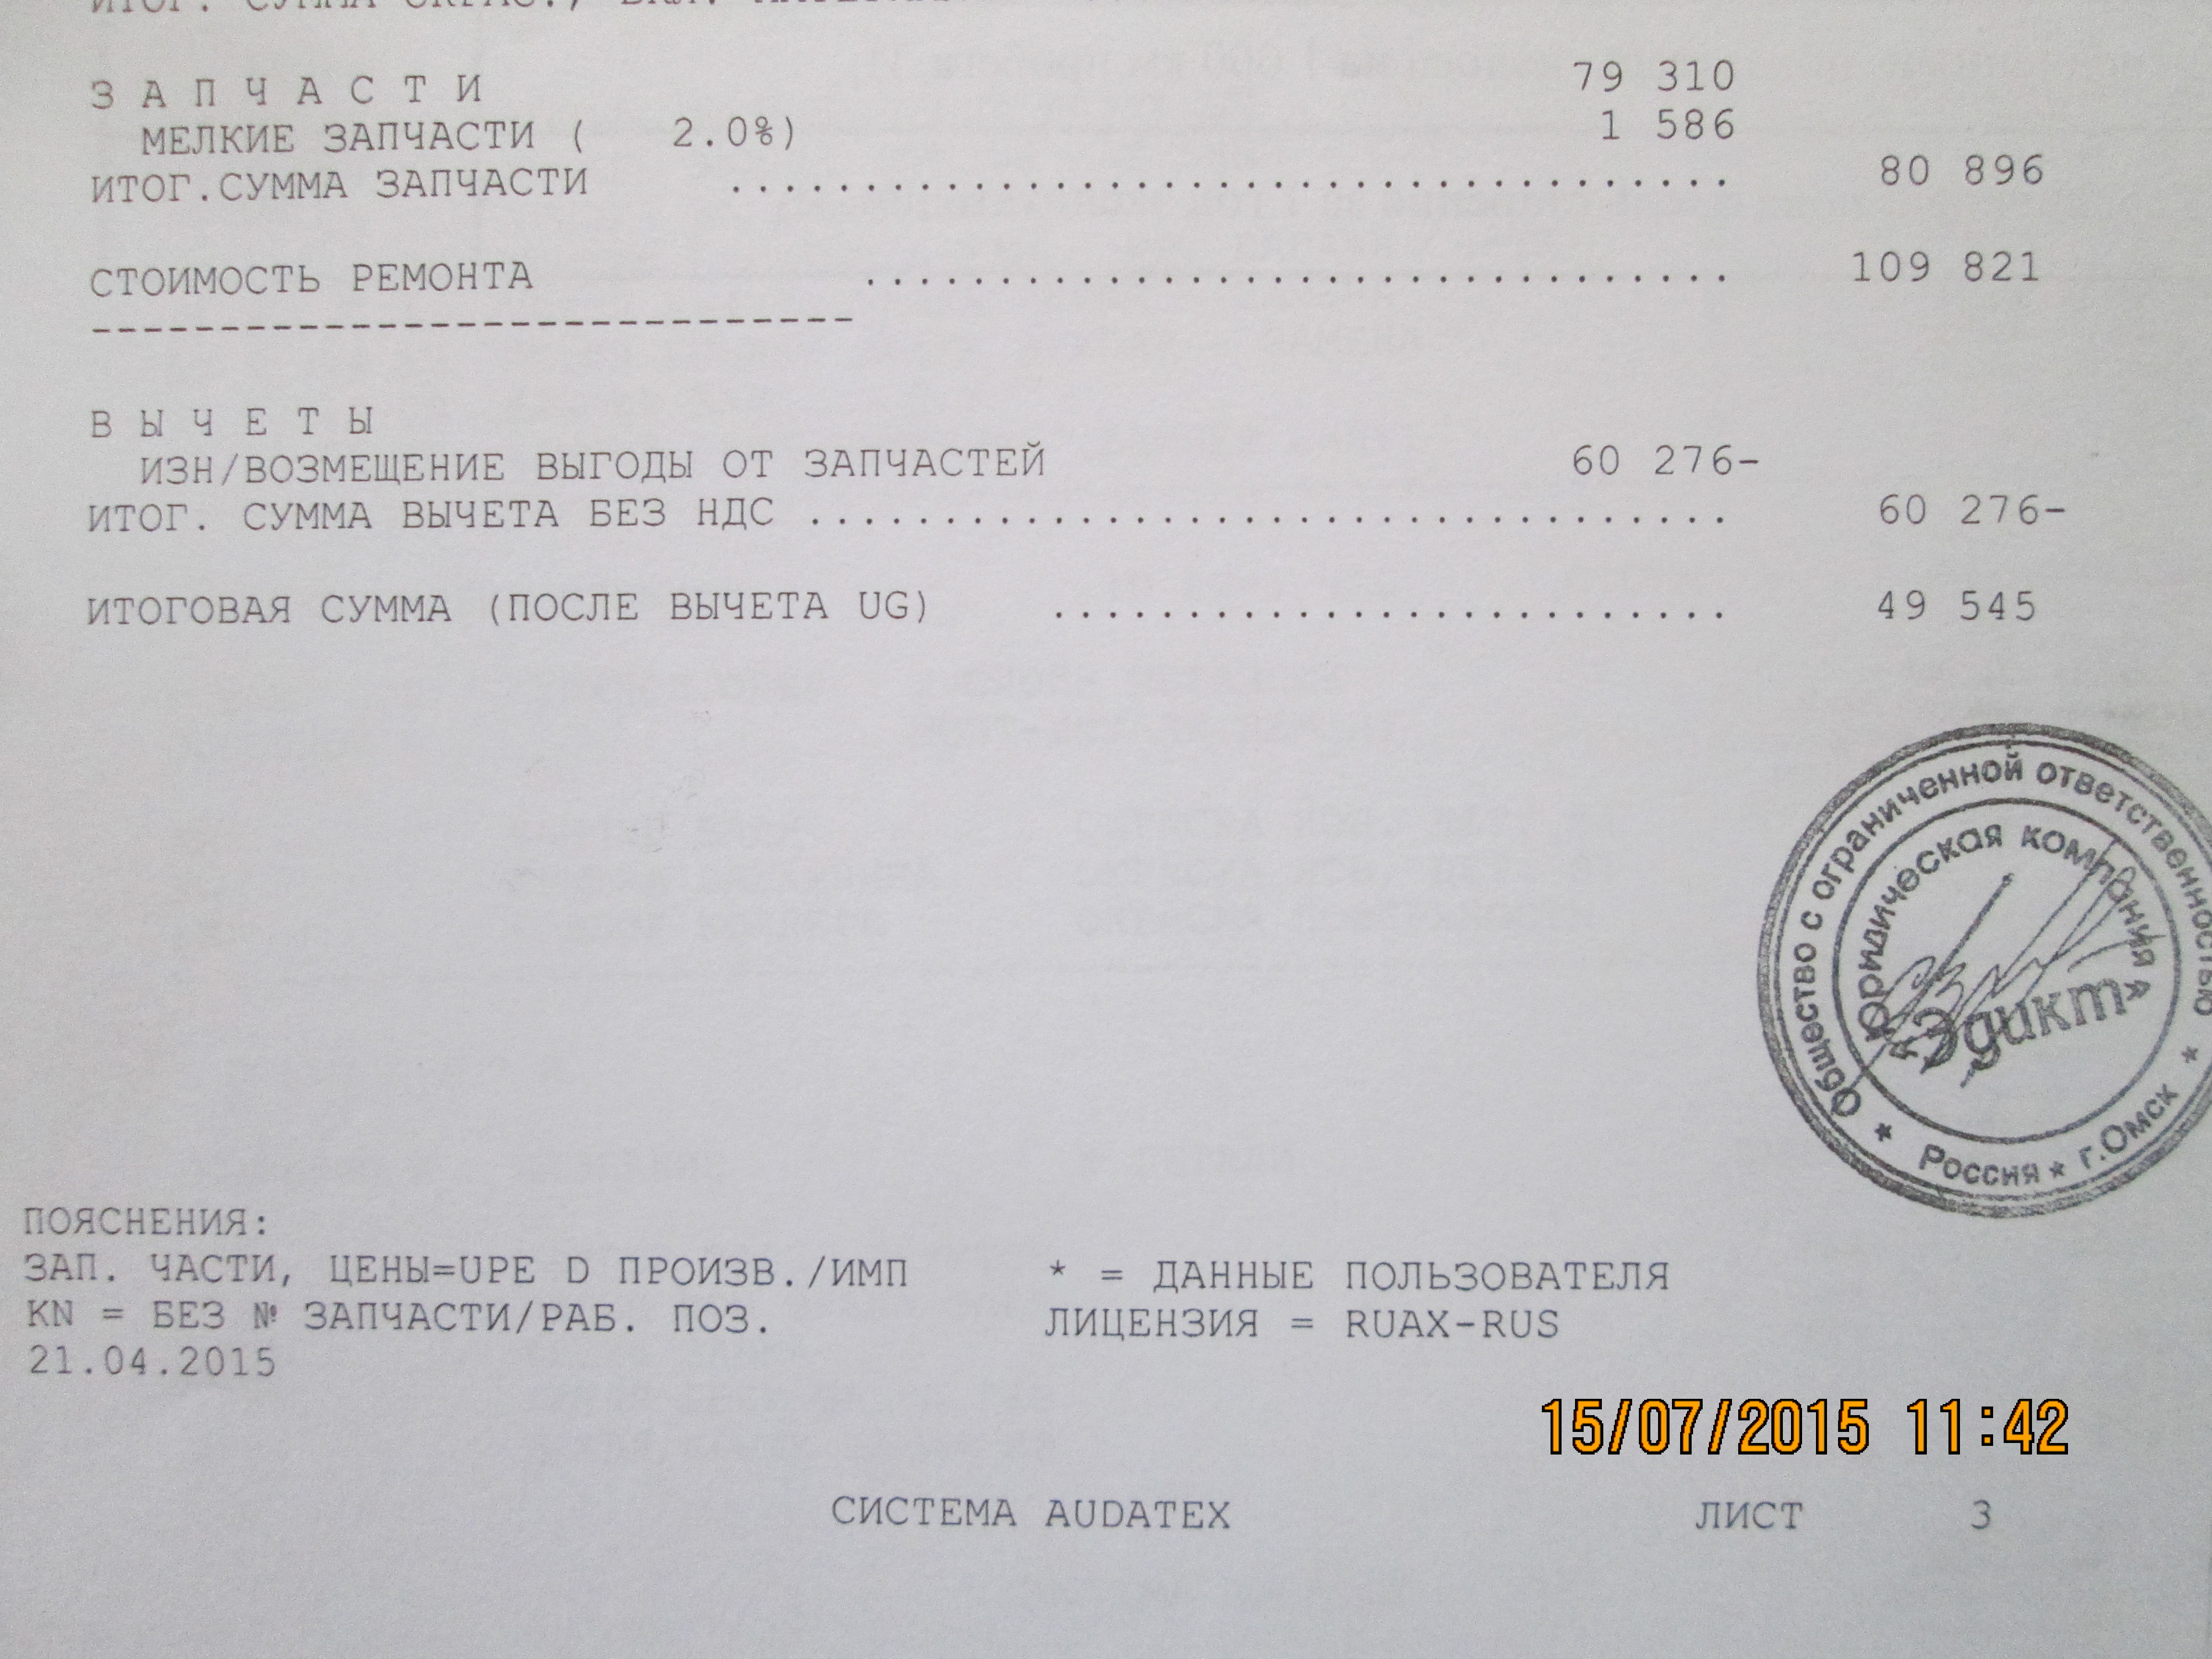 ИТОГ. СУММА
З А П Ч А С Т И 79 310
МЕЛКИЕ ЗАПЧАСТИ ( 2.0%) 1 586
ИТОГ.СУММА ЗАПЧАСТИ ..................................... 80 896
СТОИМОСТЬ РЕМОНТА ................................. 109 821
------------------------------
В Ы Ч Е Т Ы
ИЗН/ВОЗМЕЩЕНИЕ ВЫГОДЫ ОТ ЗАПЧАСТЕЙ 60 276-
ИТОГ. СУММА ВЫЧЕТА БЕЗ НДС ................................... 60 276-
ИТОГОВАЯ СУММА (ПОСЛЕ ВЫЧЕТА UG) .......................... 49 545
Общество с ограниченной ответственностью
Юридическая компания
«Эдикт»
★ Россия ★ г.Омск ★
ПОЯСНЕНИЯ:
ЗАП. ЧАСТИ, ЦЕНЫ=UPE D ПРОИЗВ./ИМП * = ДАННЫЕ ПОЛЬЗОВАТЕЛЯ
KN = БЕЗ № ЗАПЧАСТИ/РАБ. ПОЗ. ЛИЦЕНЗИЯ = RUAX-RUS
21.04.2015
15/07/2015 11:42
СИСТЕМА AUDATEX ЛИСТ 3